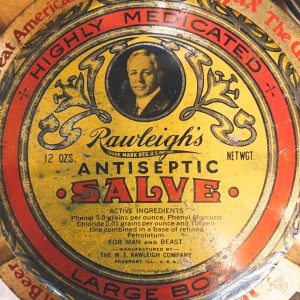 HIGHLY MEDICATED
Rawleigh's
TRADE MARK REG. U.S. PAT. OFF.
12 OZS. NET WGT.
ANTISEPTIC
• SALVE •
ACTIVE INGREDIENTS
Phenol 5.0 grains per ounce, Phenyl Mercuric
Chloride 0.01 grains per ounce and Turpen-
tine combined in a base of refined
Petrolatum
FOR MAN AND BEAST
MANUFACTURED BY
THE W. T. RAWLEIGH COMPANY
FREEPORT, ILL., U.S.A.
LARGE BO